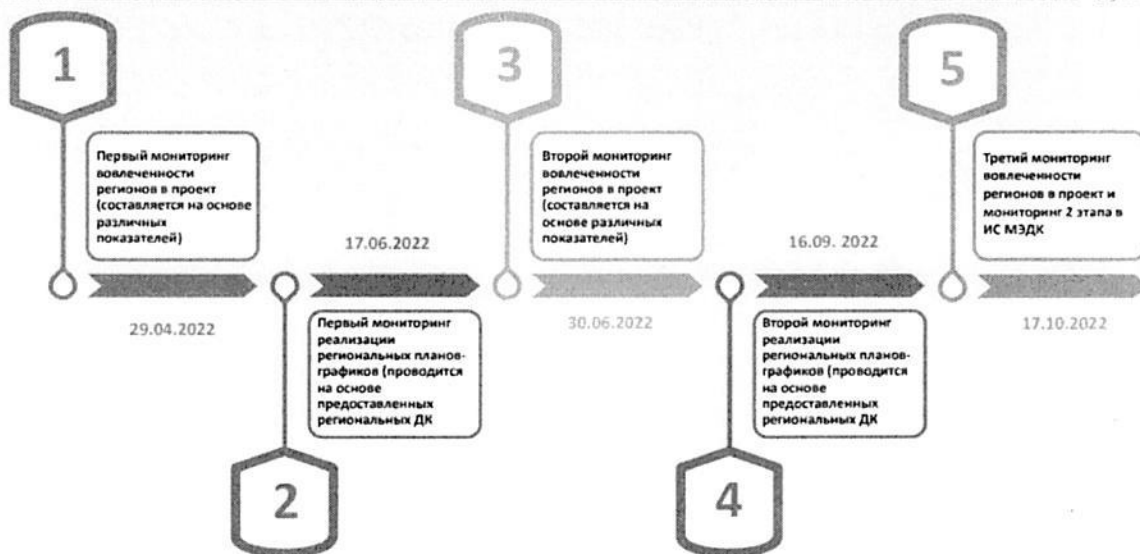 1
Первый мониторинг
вовлеченности
регионов в проект
(составляется на основе
различных
показателей)
29.04.2022
2
17.06.2022
Первый мониторинг
реализации
региональных планов-
графиков (проводится
на основе
предоставленных
региональных ДК
3
Второй мониторинг
вовлеченности
регионов в проект
(составляется на
основе различных
показателей)
30.06.2022
4
16.09. 2022
Второй мониторинг
реализации
региональных планов-
графиков (проводится
на основе
предоставленных
региональных ДК
5
Третий мониторинг
вовлеченности
регионов в проект и
мониторинг 2 этапа в
ИС МЭДК
17.10.2022